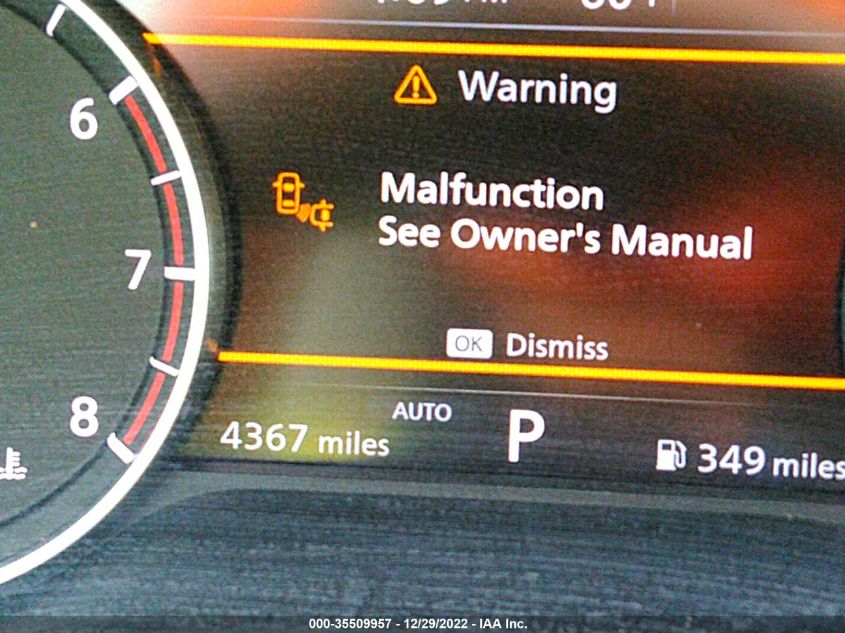 6
7
8
Warning
Malfunction
See Owner's Manual
OK Dismiss
AUTO
4367 miles
P
349 miles
000-35509957 - 12/29/2022 - IAA Inc.